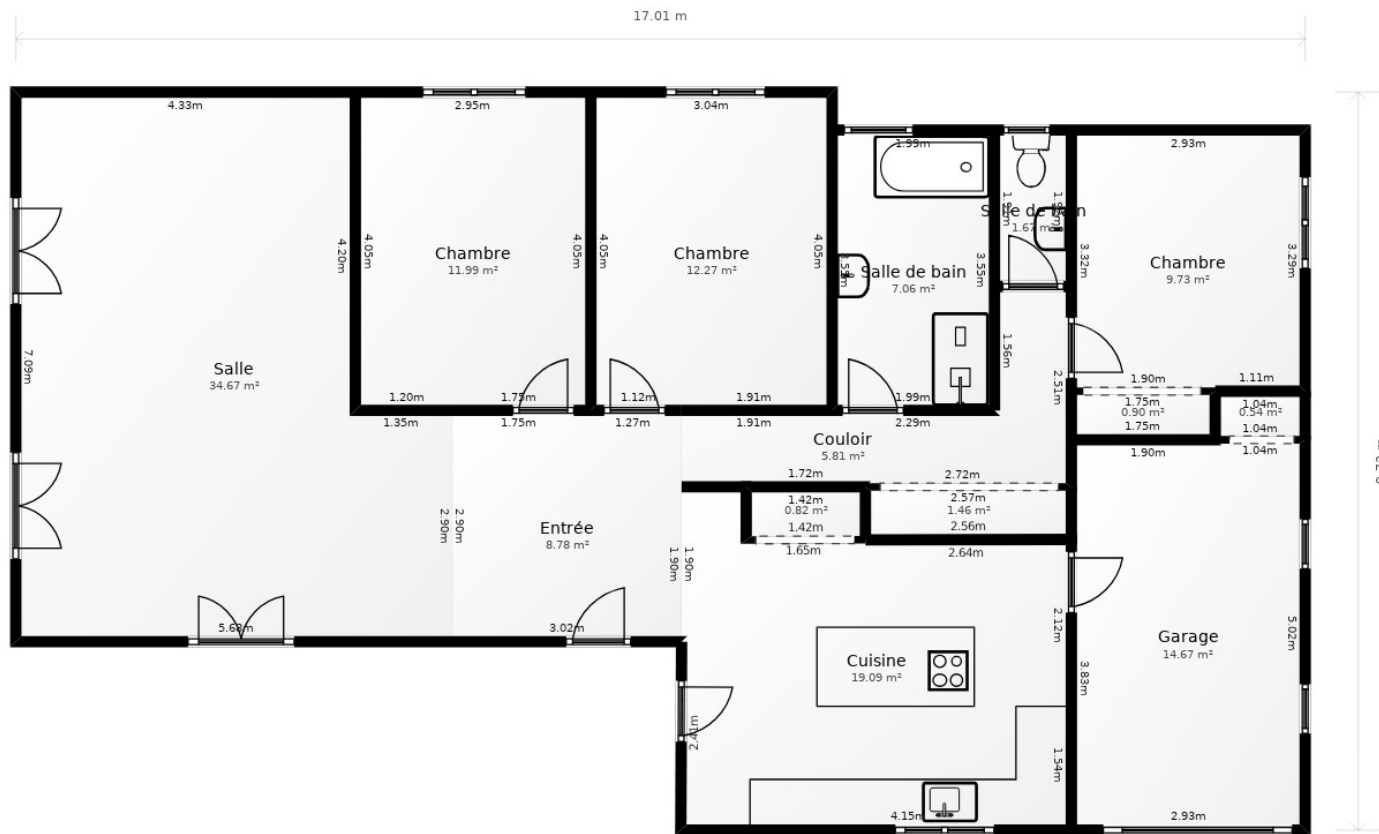 17.01 m
4.33m
2.95m
3.04m
1.99m
2.93m
Salle de bain
1.67 m²
4.20m
4.05m
4.05m
4.05m
4.05m
3.55m
3.32m
3.29m
Chambre
11.99 m²
Chambre
12.27 m²
Salle de bain
7.06 m²
Chambre
9.73 m²
7.09m
Salle
34.67 m²
1.56m
2.51m
1.20m
1.75m
1.12m
1.91m
1.99m
1.90m
1.11m
1.75m
0.90 m²
1.75m
1.04m
0.54 m²
1.04m
1.35m
1.75m
1.27m
1.91m
2.29m
1.90m
1.04m
Couloir
5.81 m²
1.72m
2.72m
1.42m
0.82 m²
1.42m
1.65m
2.57m
1.46 m²
2.56m
2.64m
2.90m
2.90m
Entrée
8.78 m²
1.90m
1.90m
2.12m
5.02m
5.63m
3.02m
Cuisine
19.09 m²
Garage
14.67 m²
3.83m
2.41m
1.54m
4.15m
2.93m